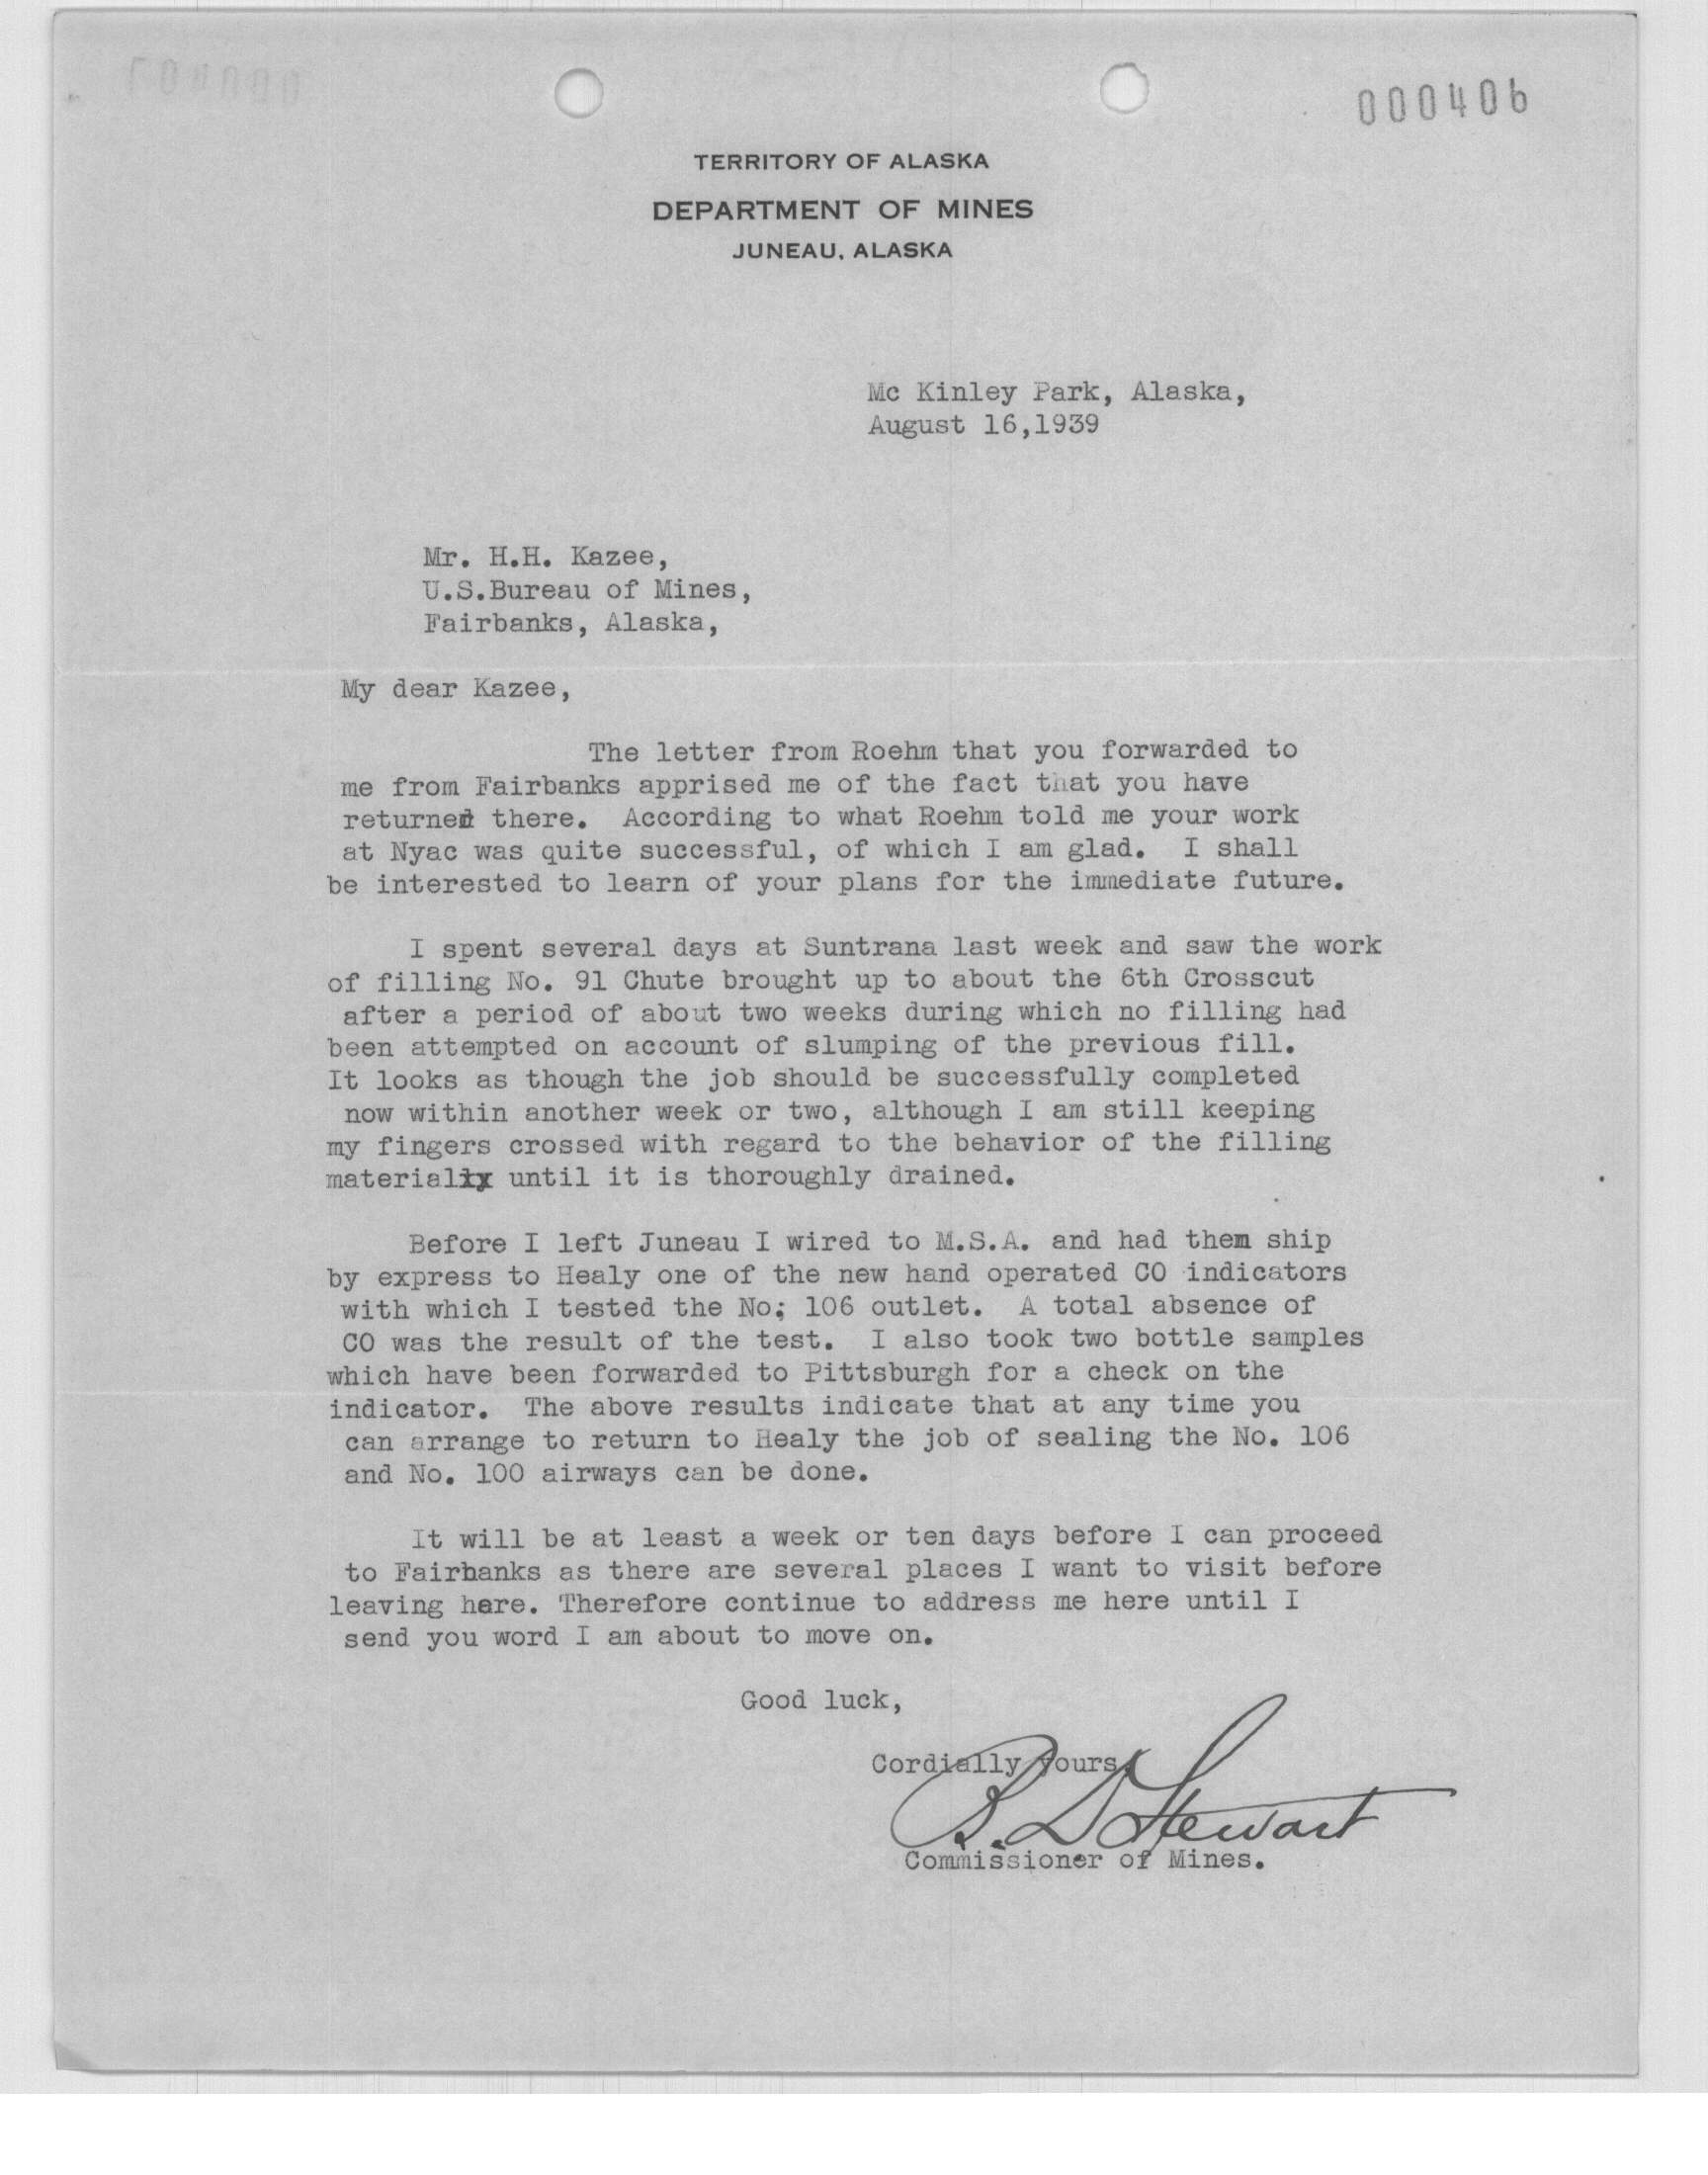 000406
TERRITORY OF ALASKA
DEPARTMENT OF MINES
JUNEAU, ALASKA
Mc Kinley Park, Alaska,
August 16,1939
Mr. H.H. Kazee,
U.S.Bureau of Mines,
Fairbanks, Alaska,
My dear Kazee,
The letter from Roehm that you forwarded to
me from Fairbanks apprised me of the fact that you have
returned there. According to what Roehm told me your work
at Nyac was quite successful, of which I am glad. I shall
be interested to learn of your plans for the immediate future.
I spent several days at Suntrana last week and saw the work
of filling No. 91 Chute brought up to about the 6th Crosscut
after a period of about two weeks during which no filling had
been attempted on account of slumping of the previous fill.
It looks as though the job should be successfully completed
now within another week or two, although I am still keeping
my fingers crossed with regard to the behavior of the filling
material until it is thoroughly drained.
Before I left Juneau I wired to M.S.A. and had them ship
by express to Healy one of the new hand operated CO indicators
with which I tested the No; 106 outlet. A total absence of
CO was the result of the test. I also took two bottle samples
which have been forwarded to Pittsburgh for a check on the
indicator. The above results indicate that at any time you
can arrange to return to Healy the job of sealing the No. 106
and No. 100 airways can be done.
It will be at least a week or ten days before I can proceed
to Fairbanks as there are several places I want to visit before
leaving here. Therefore continue to address me here until I
send you word I am about to move on.
Good luck,
Cordially yours,
B. D. Stewart
Commissioner of Mines.